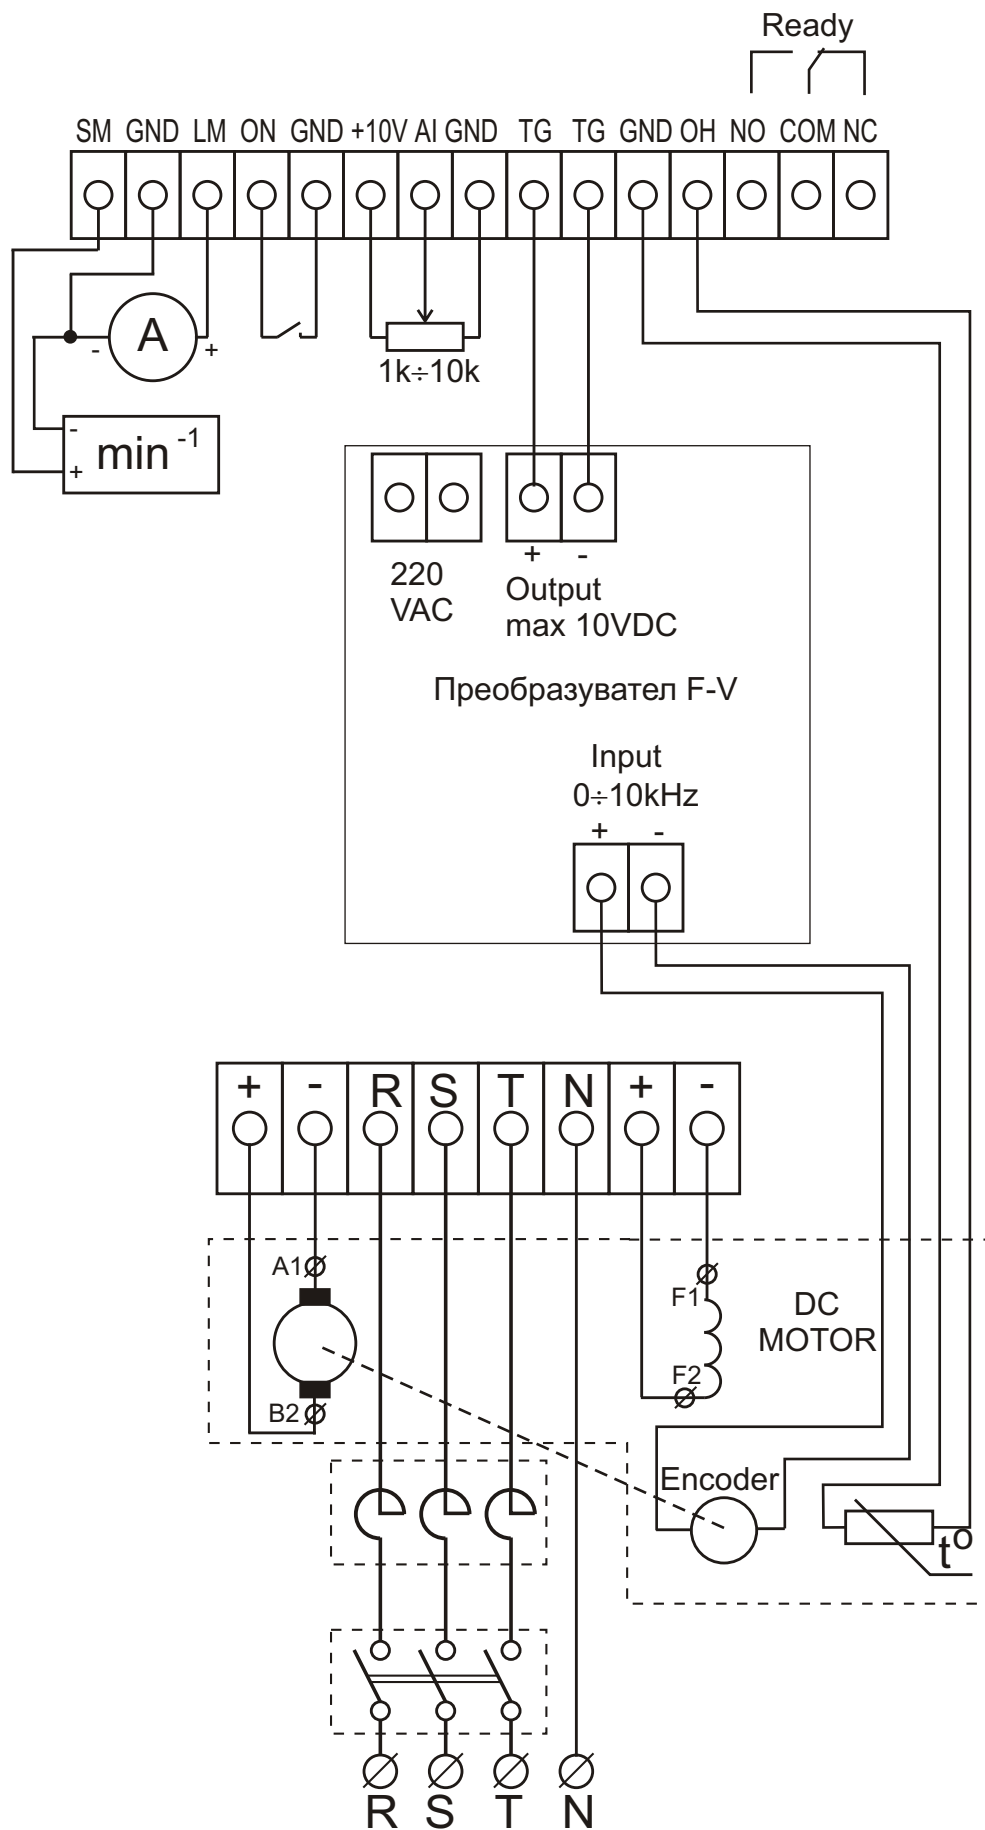 Ready
SM GND LM ON GND +10V AI GND TG TG GND OH NO COM NC
A
- +
1k÷10k
-
min⁻¹
+
+ -
220
VAC
Output
max 10VDC
Преобразувател F-V
Input
0÷10kHz
+ -
+ - R S T N + -
A1
F1
DC
MOTOR
F2
B2
Encoder
t°
R S T N